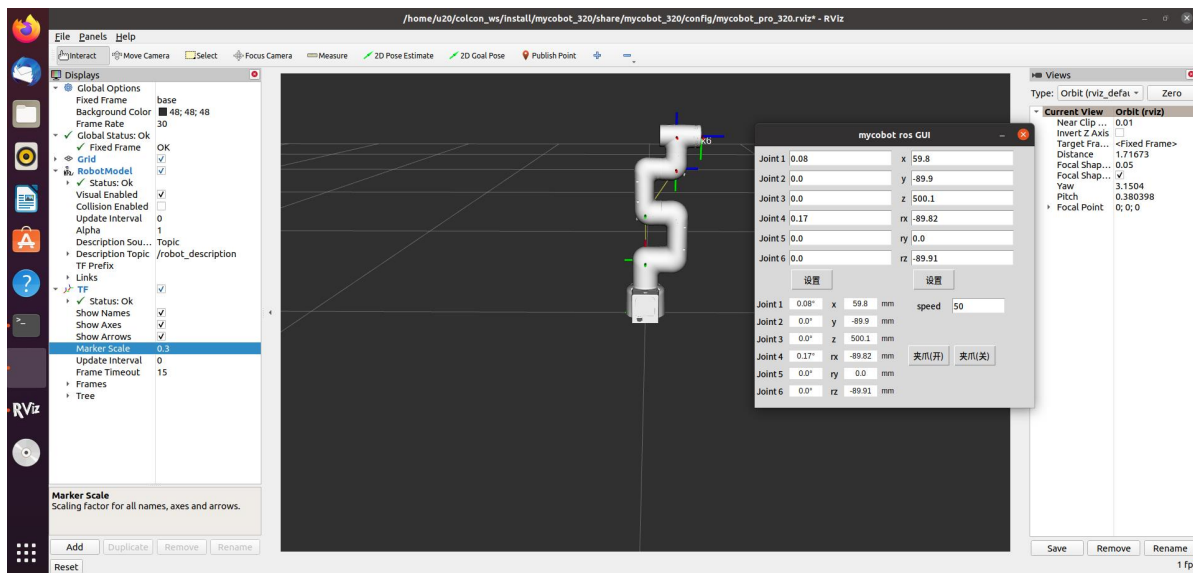 /home/u20/colcon_ws/install/mycobot_320/share/mycobot_320/config/mycobot_pro_320.rviz* - RViz
File Panels Help
Interact Move Camera Select Focus Camera Measure 2D Pose Estimate 2D Goal Pose Publish Point
Displays
Global Options
Fixed Frame base
Background Color 48; 48; 48
Frame Rate 30
Global Status: Ok
Fixed Frame OK
Grid
RobotModel
Status: Ok
Visual Enabled
Collision Enabled
Update Interval 0
Alpha 1
Description Sou... Topic
Description Topic /robot_description
TF Prefix
Links
TF
Status: Ok
Show Names
Show Axes
Show Arrows
Marker Scale 0.3
Update Interval 0
Frame Timeout 15
Frames
Tree
Marker Scale
Scaling factor for all names, axes and arrows.
Add Duplicate Remove Rename
Reset
RViz
mycobot ros GUI
Joint 1 0.08 x 59.8
Joint 2 0.0 y -89.9
Joint 3 0.0 z 500.1
Joint 4 0.17 rx -89.82
Joint 5 0.0 ry 0.0
Joint 6 0.0 rz -89.91
设置 设置
Joint 1 0.08° x 59.8 mm speed 50
Joint 2 0.0° y -89.9 mm
Joint 3 0.0° z 500.1 mm
Joint 4 0.17° rx -89.82 mm 夹爪(开) 夹爪(关)
Joint 5 0.0° ry 0.0 mm
Joint 6 0.0° rz -89.91 mm
Views
Type: Orbit (rviz_defau Zero
Current View Orbit (rviz)
Near Clip ... 0.01
Invert Z Axis
Target Fra... <Fixed Frame>
Distance 1.71673
Focal Shap... 0.05
Focal Shap...
Yaw 3.1504
Pitch 0.380398
Focal Point 0; 0; 0
Save Remove Rename
1 fp